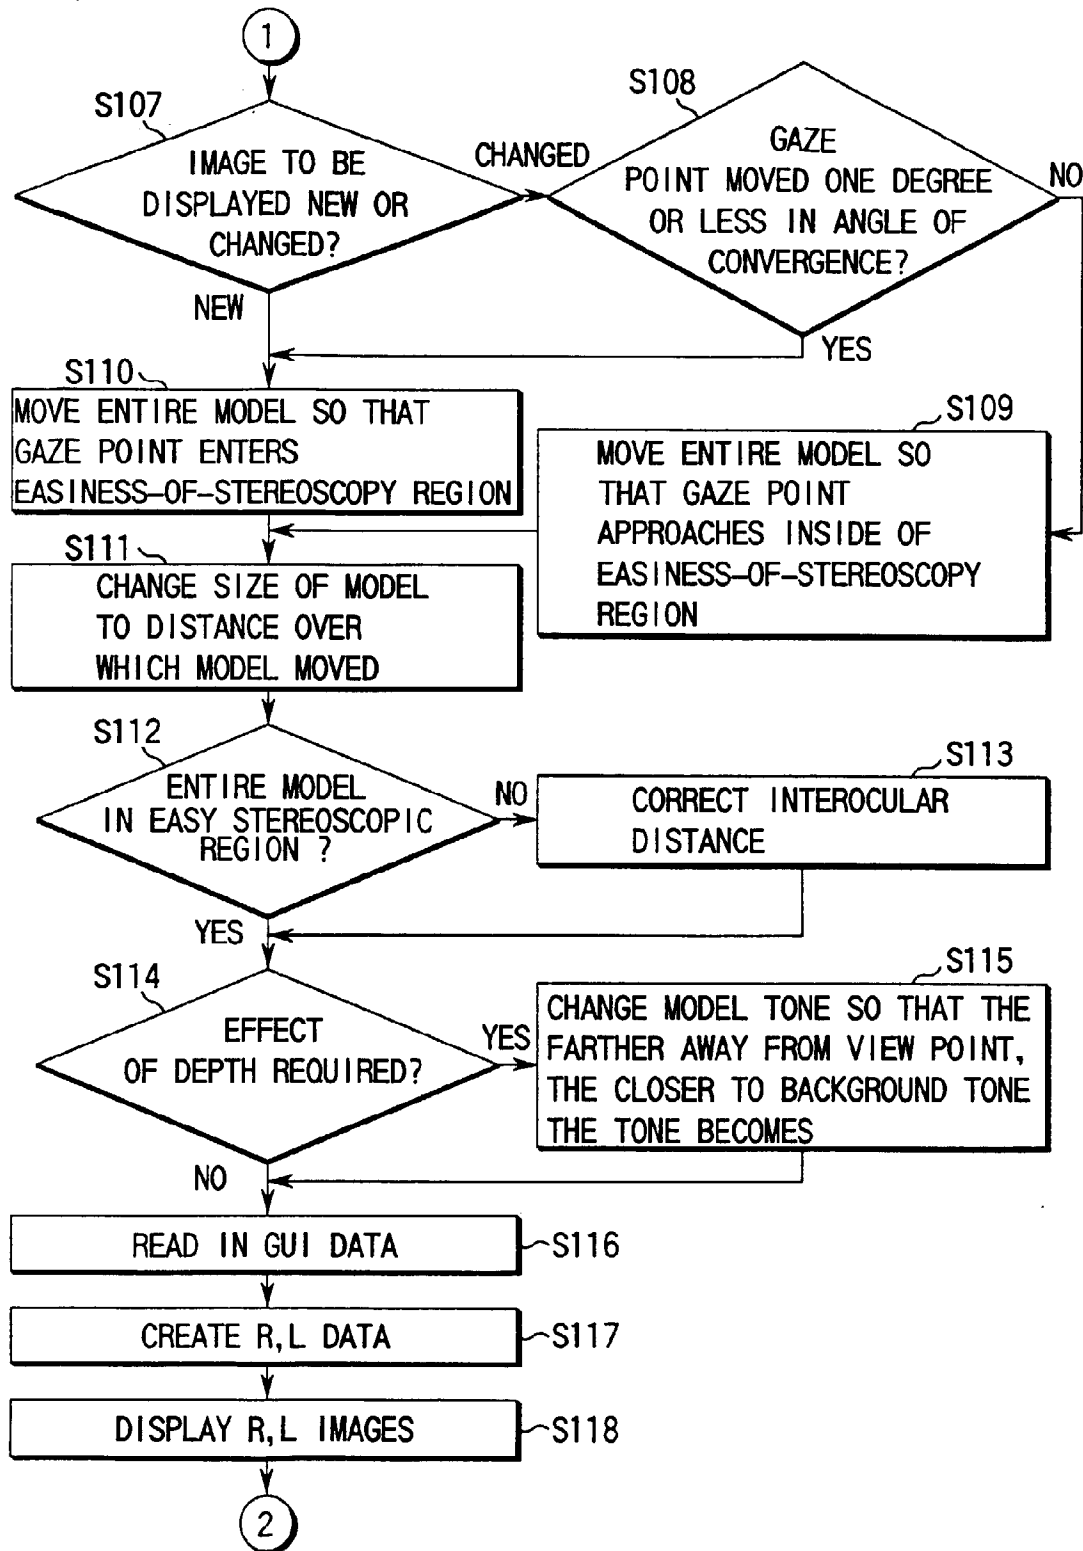 1
S107
IMAGE TO BE
DISPLAYED NEW OR
CHANGED?
CHANGED
NEW
S108
GAZE
POINT MOVED ONE DEGREE
OR LESS IN ANGLE OF
CONVERGENCE?
NO
YES
S110
MOVE ENTIRE MODEL SO THAT
GAZE POINT ENTERS
EASINESS-OF-STEREOSCOPY REGION
S109
MOVE ENTIRE MODEL SO
THAT GAZE POINT
APPROACHES INSIDE OF
EASINESS-OF-STEREOSCOPY
REGION
S111
CHANGE SIZE OF MODEL
TO DISTANCE OVER
WHICH MODEL MOVED
S112
ENTIRE MODEL
IN EASY STEREOSCOPIC
REGION ?
NO
YES
S113
CORRECT INTEROCULAR
DISTANCE
S114
EFFECT
OF DEPTH REQUIRED?
YES
NO
S115
CHANGE MODEL TONE SO THAT THE
FARTHER AWAY FROM VIEW POINT,
THE CLOSER TO BACKGROUND TONE
THE TONE BECOMES
READ IN GUI DATA
S116
CREATE R,L DATA
S117
DISPLAY R,L IMAGES
S118
2